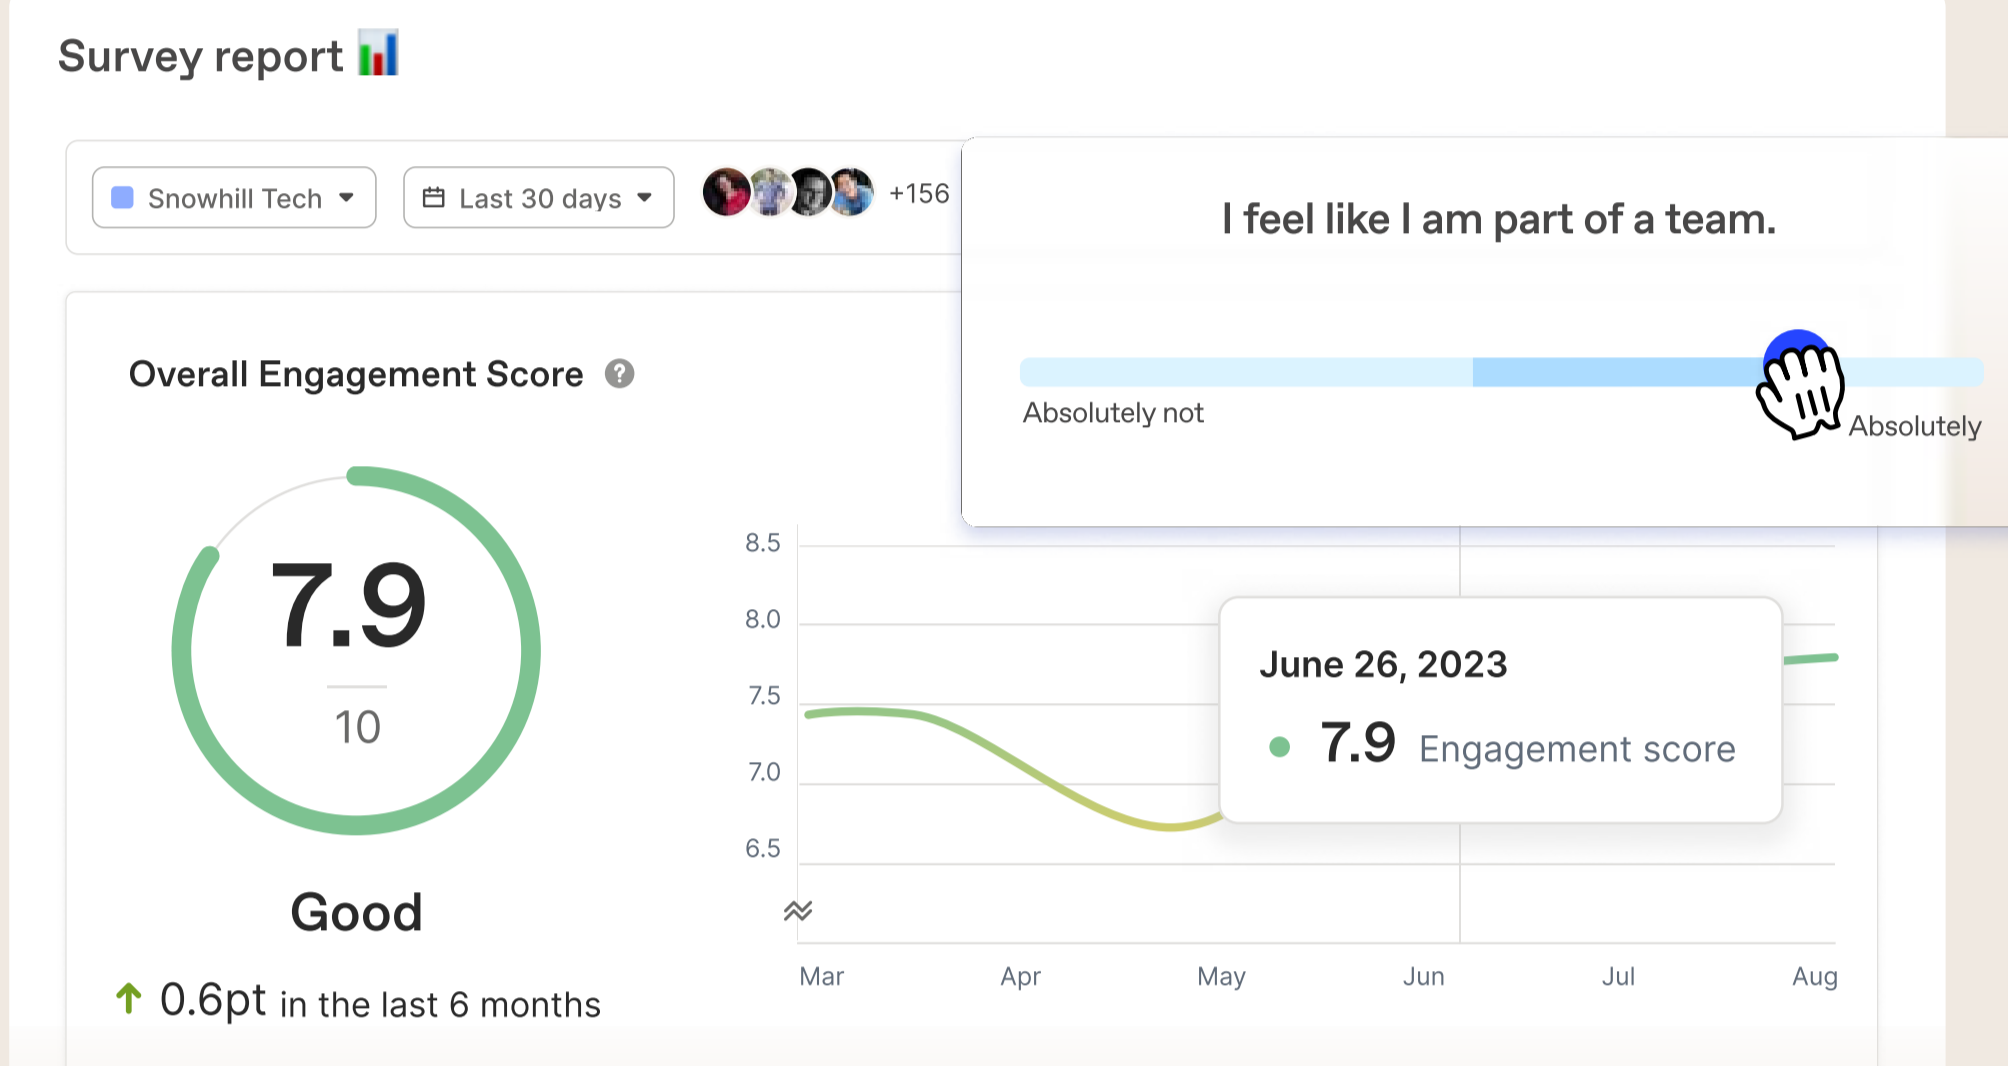 Survey report
Snowhill Tech
Last 30 days
+156
I feel like I am part of a team.
Absolutely not
Absolutely
Overall Engagement Score
?
7.9
10
Good
0.6pt in the last 6 months
8.5
8.0
7.5
7.0
6.5
June 26, 2023
7.9 Engagement score
Mar Apr May Jun Jul Aug